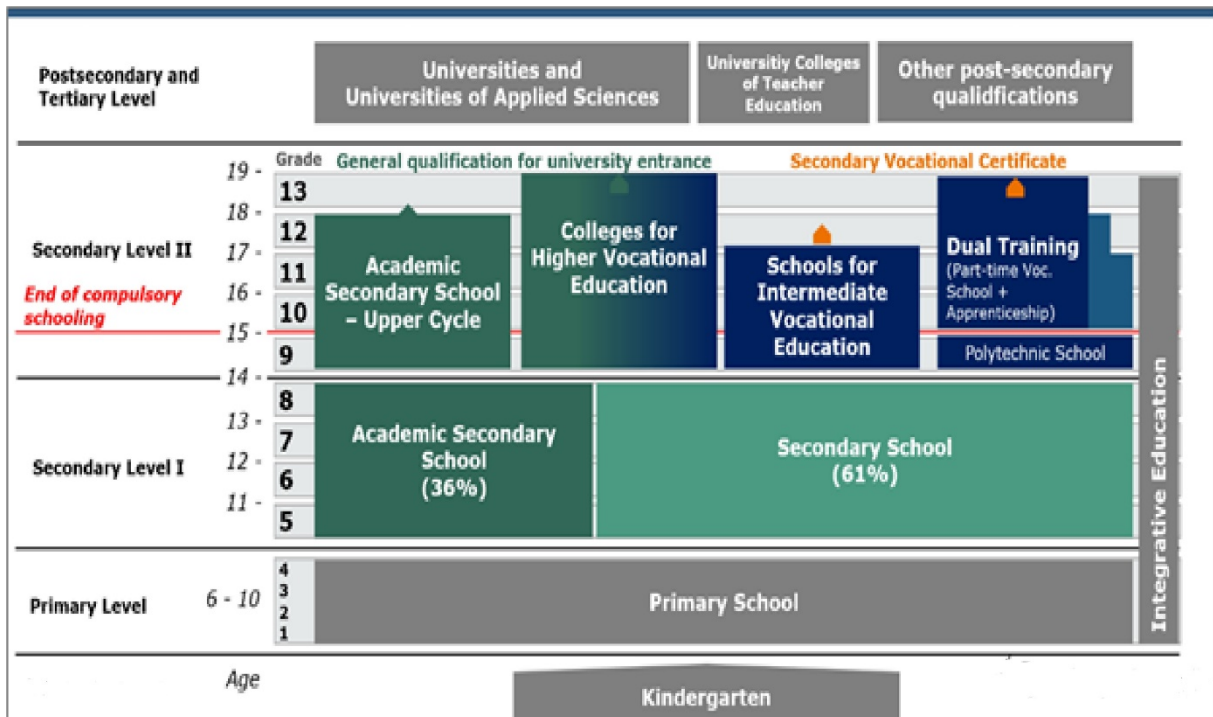 Postsecondary and
Tertiary Level
Universities and
Universities of Applied Sciences
Universitiy Colleges
of Teacher
Education
Other post-secondary
qualidfications
Grade
General qualification for university entrance
Secondary Vocational Certificate
19 -
13
18 -
12
Secondary Level II
17 -
11
End of compulsory
schooling
16 -
10
15 -
9
14 -
Academic
Secondary School
– Upper Cycle
Colleges for
Higher Vocational
Education
Schools for
Intermediate
Vocational
Education
Dual Training
(Part-time Voc.
School +
Apprenticeship)
Polytechnic School
8
13 -
7
Secondary Level I
12 -
6
11 -
5
Academic Secondary
School
(36%)
Secondary School
(61%)
Integrative Education
Primary Level
6 - 10
4
3
2
1
Primary School
Age
Kindergarten